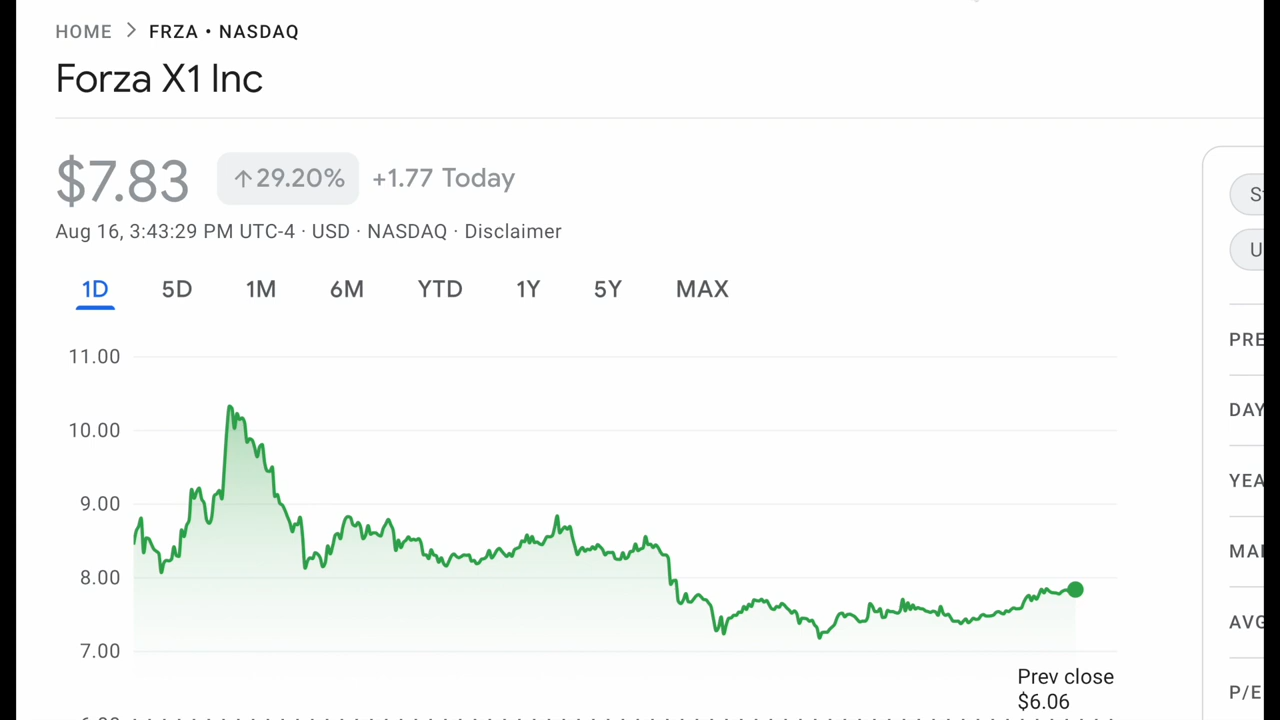 HOME > FRZA • NASDAQ
Forza X1 Inc
$7.83 ↑29.20% +1.77 Today
Aug 16, 3:43:29 PM UTC-4 · USD · NASDAQ · Disclaimer
1D 5D 1M 6M YTD 1Y 5Y MAX
11.00
10.00
9.00
8.00
7.00
Prev close
$6.06
U
PRE
DAY
YEA
AVG
P/E